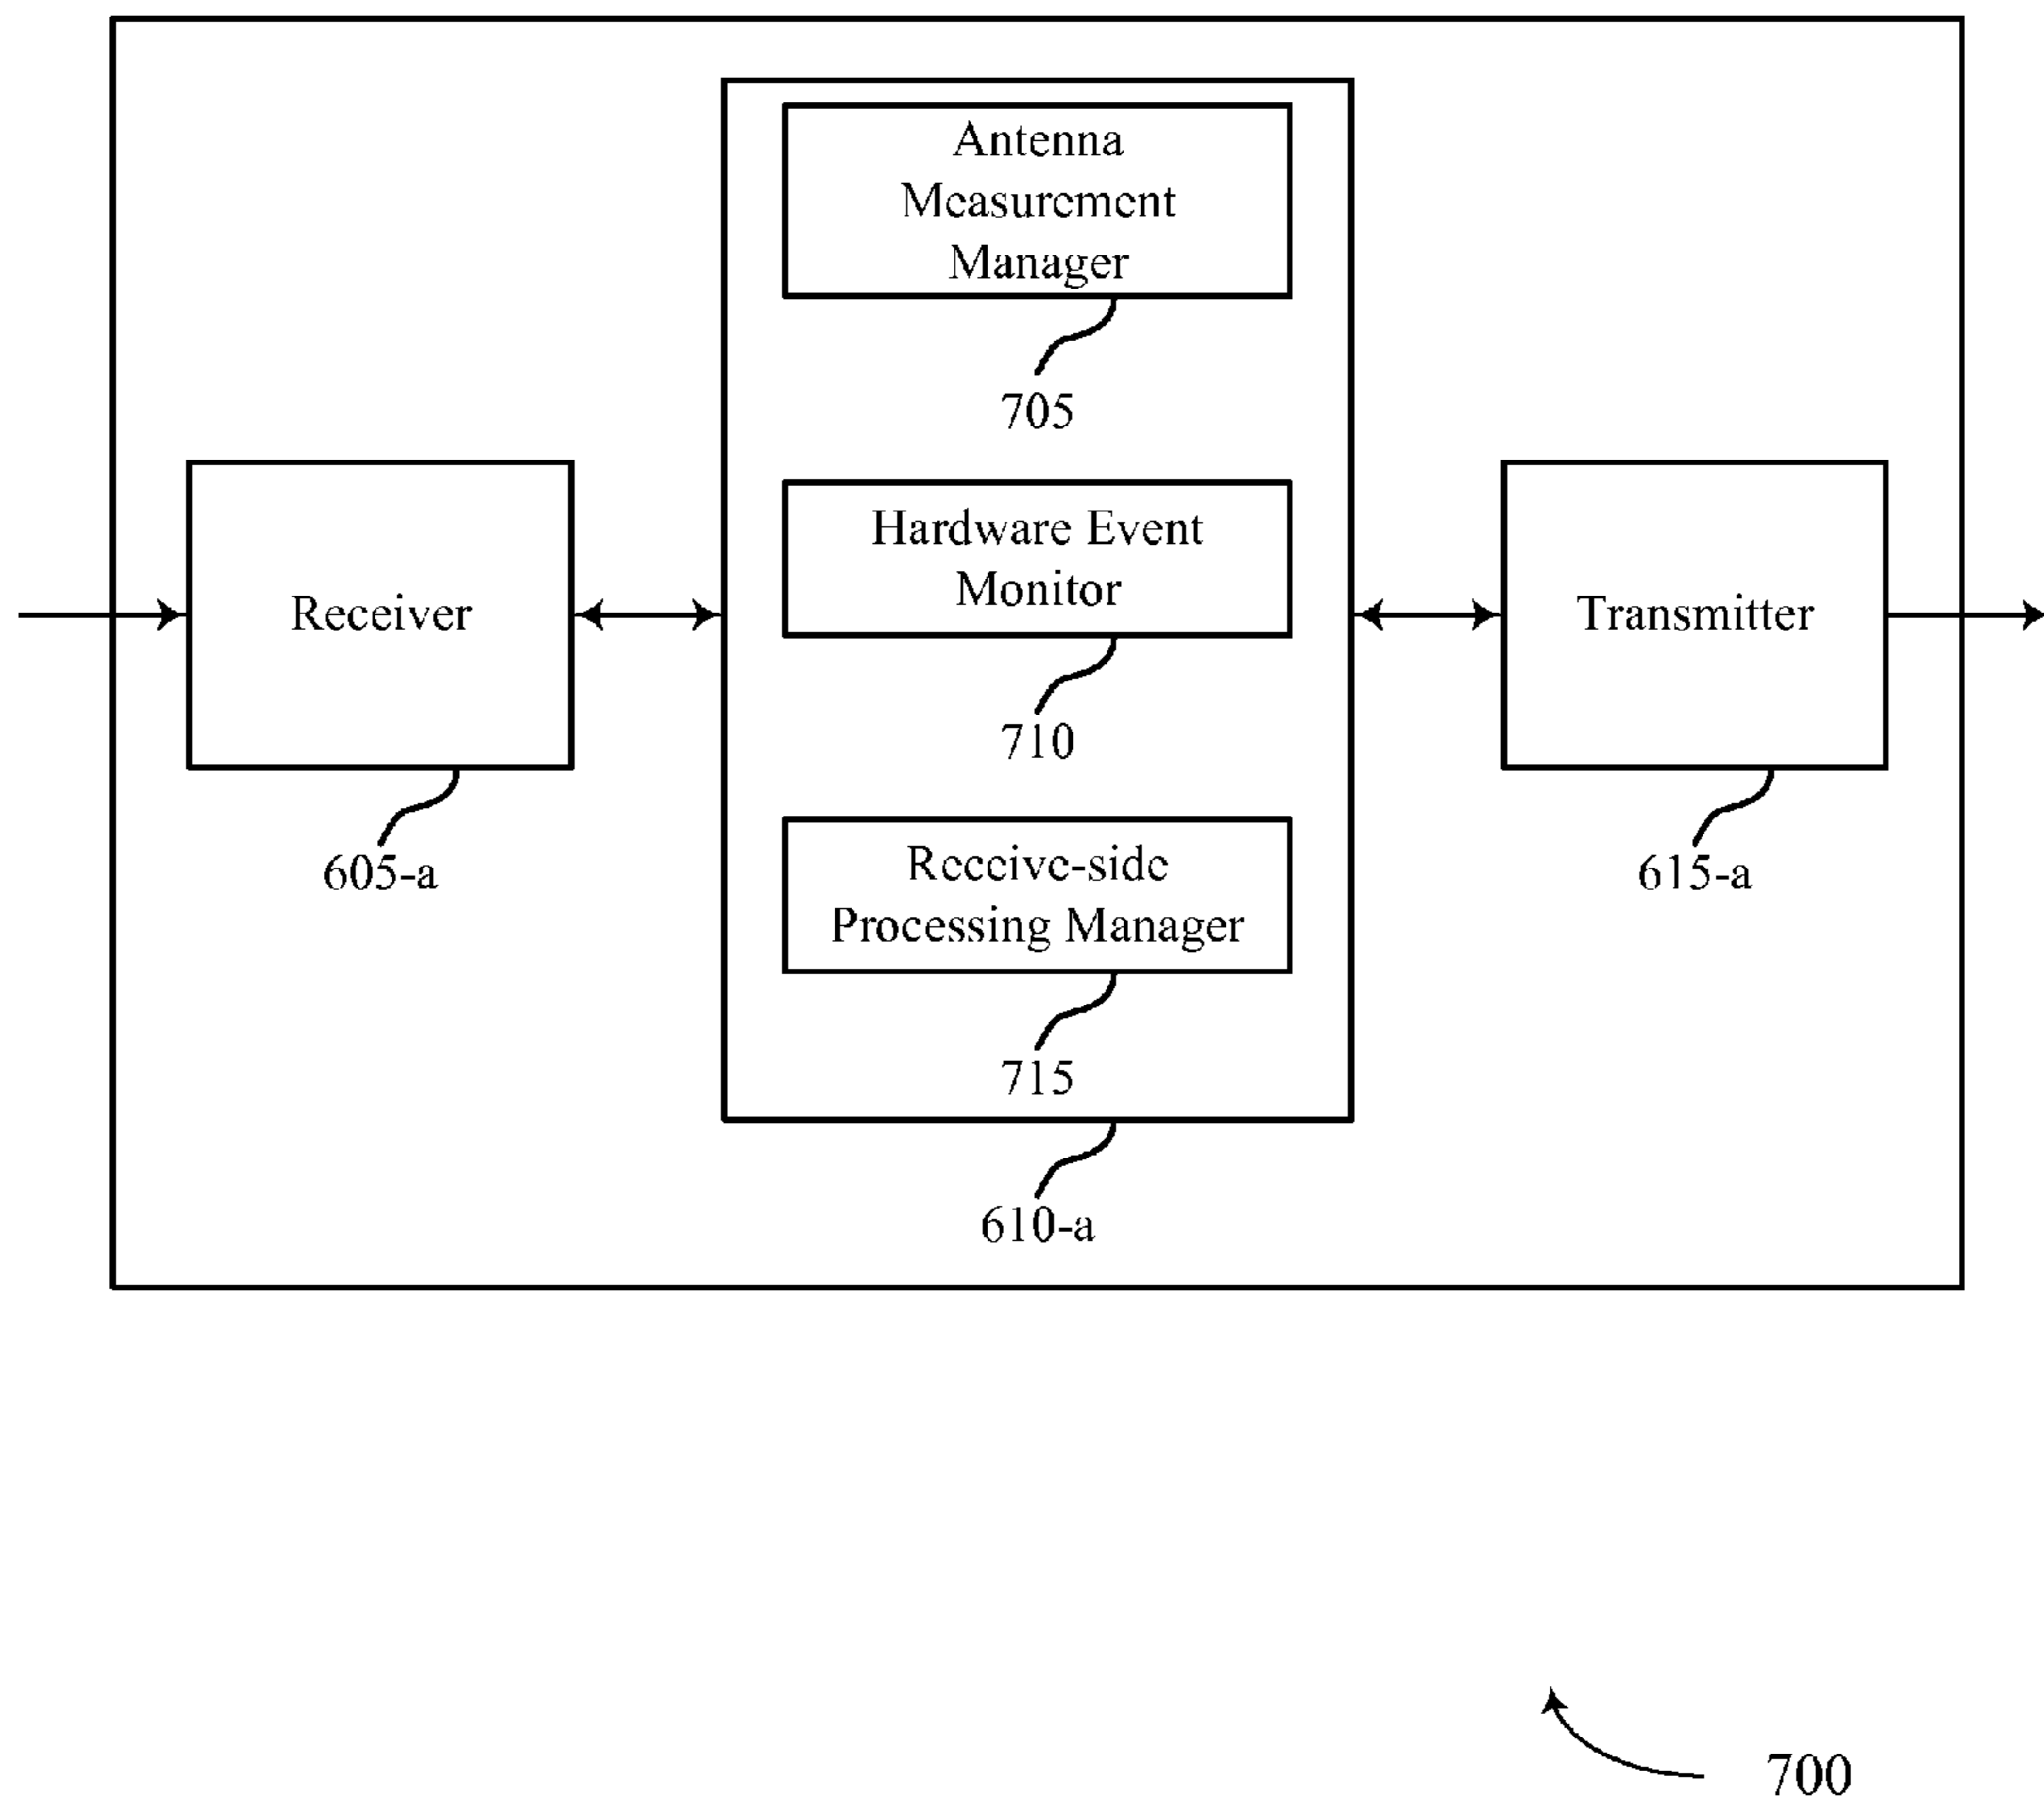 Antenna
Measurement
Manager
705
Hardware Event
Monitor
710
Receive-side
Processing Manager
715
610-a
Receiver
605-a
Transmitter
615-a
700